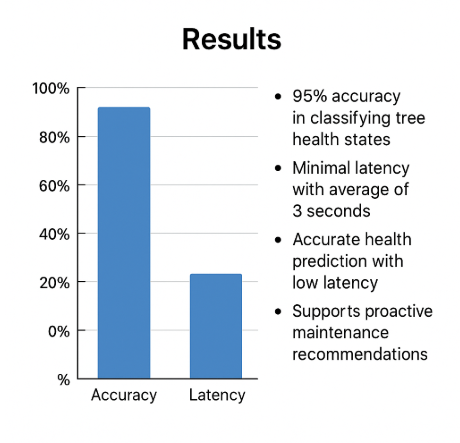 Results
100%
80%
60%
40%
20%
0%
%
Accuracy
Latency
• 95% accuracy
in classifying tree
health states
• Minimal latency
with average of
3 seconds
• Accurate health
prediction with
low latency
• Supports proactive
maintenance
recommendations